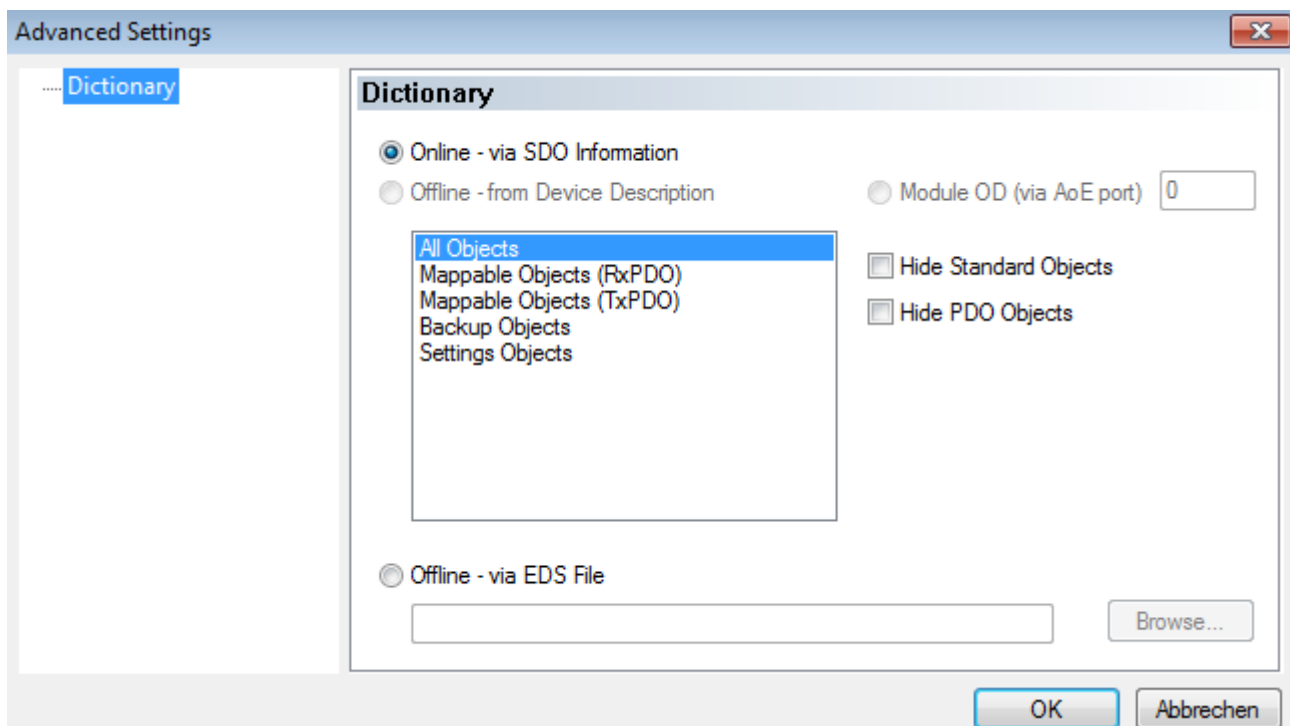 Advanced Settings
Dictionary
Dictionary
Online - via SDO Information
Offline - from Device Description
Module OD (via AoE port) 0
All Objects
Mappable Objects (RxPDO)
Mappable Objects (TxPDO)
Backup Objects
Settings Objects
Hide Standard Objects
Hide PDO Objects
Offline - via EDS File
Browse...
OK
Abbrechen